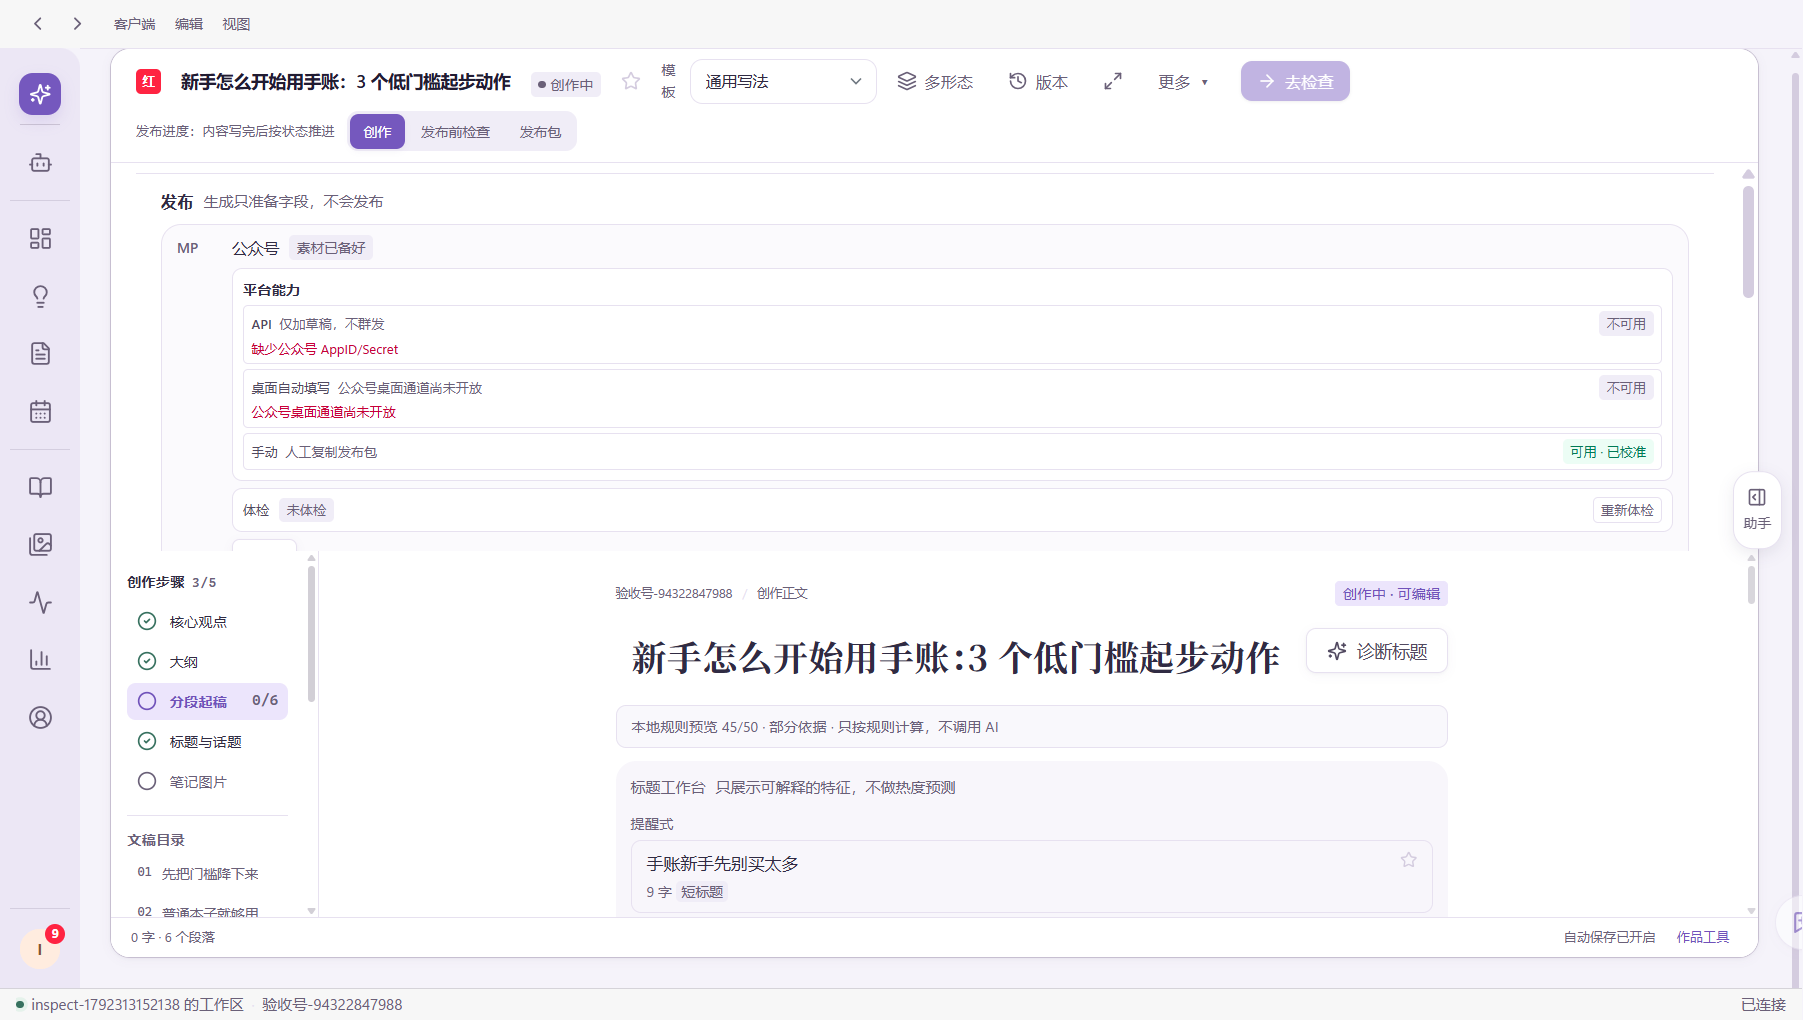 客户端 编辑 视图
红 新手怎么开始用手账：3 个低门槛起步动作 创作中 模板 通用写法 多形态 版本 更多 去检查
发布进度：内容写完后按状态推进 创作 发布前检查 发布包
发布 生成只准备字段，不会发布
MP 公众号 素材已备好
平台能力
API 仅加草稿，不群发 不可用
缺少公众号 AppID/Secret
桌面自动填写 公众号桌面通道尚未开放 不可用
公众号桌面通道尚未开放
手动 人工复制发布包 可用 · 已校准
体检 未体检 重新体检
助手
创作步骤 3/5
核心观点
大纲
分段起稿 0/6
标题与话题
笔记图片
文稿目录
01 先把门槛降下来
02 普通本子就够用
验收号-94322847988 / 创作正文 创作中 · 可编辑
新手怎么开始用手账:3 个低门槛起步动作 诊断标题
本地规则预览 45/50 · 部分依据 · 只按规则计算，不调用 AI
标题工作台 只展示可解释的特征，不做热度预测
提醒式
手账新手先别买太多
9 字 短标题
0 字 · 6 个段落 自动保存已开启 作品工具
I 9
inspect-1792313152138 的工作区 · 验收号-94322847988 已连接